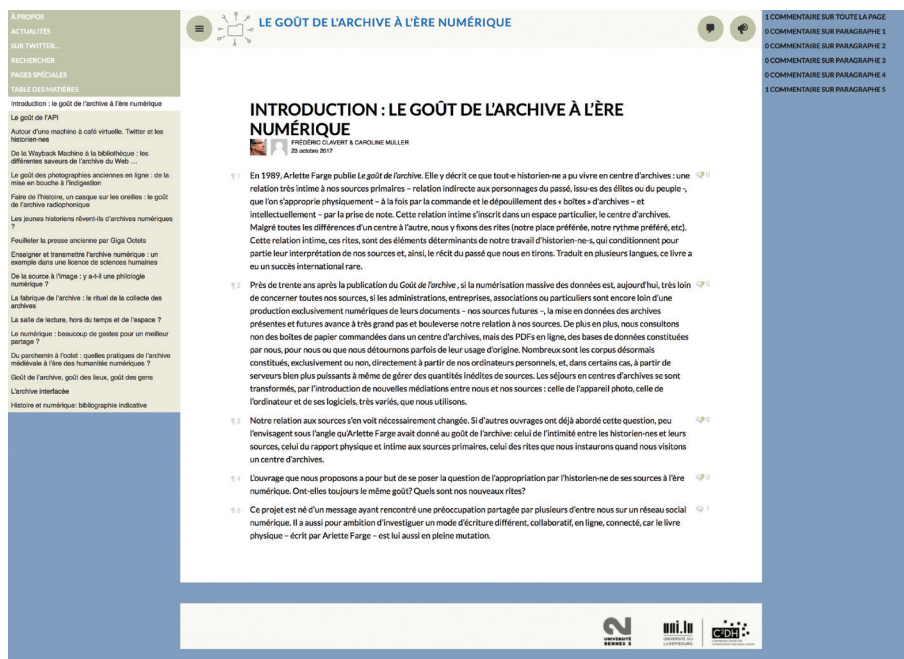 À PROPOS
ACTUALITÉS
SUR TWITTER...
RECHERCHER
PAGES SPÉCIALES
TABLE DES MATIÈRES
Introduction : le goût de l'archive à l'ère numérique
Le goût de l'API
Autour d'une machine à café virtuelle. Twitter et les
historien·nes
De la Wayback Machine à la bibliothèque : les
différentes saveurs de l'archive du Web ...
Le goût des photographies anciennes en ligne : de la
mise en bouche à l'indigestion
Faire de l'histoire, un casque sur les oreilles : le goût
de l'archive radiophonique
Les jeunes historiens rêvent-ils d'archives numériques
?
Feuilleter la presse ancienne par Giga Octets
Enseigner et transmettre l'archive numérique : un
exemple dans une licence de sciences humaines
De la source à l'image : y a-t-il une philologie
numérique ?
La fabrique de l'archive : le rituel de la collecte des
archives
La salle de lecture, hors du temps et de l'espace ?
Le numérique : beaucoup de gestes pour un meilleur
partage ?
Du parchemin à l'octet : quelles pratiques de l'archive
médiévale à l'ère des humanités numériques ?
Goût de l'archive, goût des lieux, goût des gens
L'archive interfacée
Histoire et numérique: bibliographie indicative
LE GOÛT DE L'ARCHIVE À L'ÈRE NUMÉRIQUE
INTRODUCTION : LE GOÛT DE L'ARCHIVE À L'ÈRE
NUMÉRIQUE
FRÉDÉRIC CLAVERT & CAROLINE MULLER
23 octobre 2017
¶ 1 En 1989, Arlette Farge publie Le goût de l'archive. Elle y décrit ce que tout·e historien·ne a pu vivre en centre d'archives : une 0
relation très intime à nos sources primaires – relation indirecte aux personnages du passé, issu·es des élites ou du peuple -,
que l'on s'approprie physiquement – à la fois par la commande et le dépouillement des « boîtes » d'archives – et
intellectuellement – par la prise de note. Cette relation intime s'inscrit dans un espace particulier, le centre d'archives.
Malgré toutes les différences d'un centre à l'autre, nous y fixons des rites (notre place préférée, notre rythme préféré, etc).
Cette relation intime, ces rites, sont des éléments déterminants de notre travail d'historien·ne·s, qui conditionnent pour
partie leur interprétation de nos sources et, ainsi, le récit du passé que nous en tirons. Traduit en plusieurs langues, ce livre a
eu un succès international rare.
¶ 2 Près de trente ans après la publication du Goût de l'archive, si la numérisation massive des données est, aujourd'hui, très loin 0
de concerner toutes nos sources, si les administrations, entreprises, associations ou particuliers sont encore loin d'une
production exclusivement numériques de leurs documents – nos sources futures –, la mise en données des archives
présentes et futures avance à très grand pas et bouleverse notre relation à nos sources. De plus en plus, nous consultons
non des boîtes de papier commandées dans un centre d'archives, mais des PDFs en ligne, des bases de données constituées
par nous, pour nous ou que nous détournons parfois de leur usage d'origine. Nombreux sont les corpus désormais
constitués, exclusivement ou non, directement à partir de nos ordinateurs personnels, et, dans certains cas, à partir de
serveurs bien plus puissants à même de gérer des quantités inédites de sources. Les séjours en centres d'archives se sont
transformés, par l'introduction de nouvelles médiations entre nous et nos sources : celle de l'appareil photo, celle de
l'ordinateur et de ses logiciels, très variés, que nous utilisons.
¶ 3 Notre relation aux sources s'en voit nécessairement changée. Si d'autres ouvrages ont déjà abordé cette question, peu 0
l'envisagent sous l'angle qu'Arlette Farge avait donné au goût de l'archive: celui de l'intimité entre les historien·nes et leurs
sources, celui du rapport physique et intime aux sources primaires, celui des rites que nous instaurons quand nous visitons
un centre d'archives.
¶ 4 L'ouvrage que nous proposons a pour but de se poser la question de l'appropriation par l'historien·ne de ses sources à l'ère 0
numérique. Ont-elles toujours le même goût? Quels sont nos nouveaux rites?
¶ 5 Ce projet est né d'un message ayant rencontré une préoccupation partagée par plusieurs d'entre nous sur un réseau social 1
numérique. Il a aussi pour ambition d'investiguer un mode d'écriture différent, collaboratif, en ligne, connecté, car le livre
physique – écrit par Arlette Farge – est lui aussi en pleine mutation.
1 COMMENTAIRE SUR TOUTE LA PAGE
0 COMMENTAIRE SUR PARAGRAPHE 1
0 COMMENTAIRE SUR PARAGRAPHE 2
0 COMMENTAIRE SUR PARAGRAPHE 3
0 COMMENTAIRE SUR PARAGRAPHE 4
1 COMMENTAIRE SUR PARAGRAPHE 5
UNIVERSITÉ
RENNES 2
uni.lu
UNIVERSITÉ DU
LUXEMBOURG
C²DH